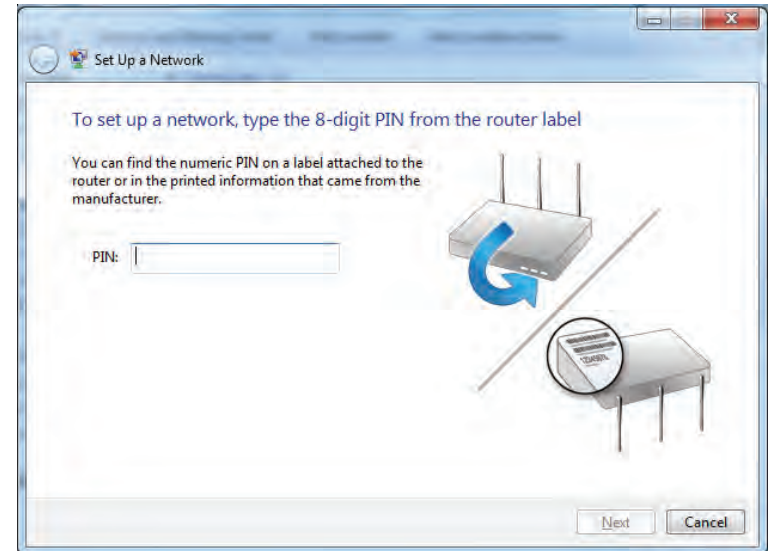 Set Up a Network
To set up a network, type the 8-digit PIN from the router label
You can find the numeric PIN on a label attached to the
router or in the printed information that came from the
manufacturer.
PIN:
Next
Cancel